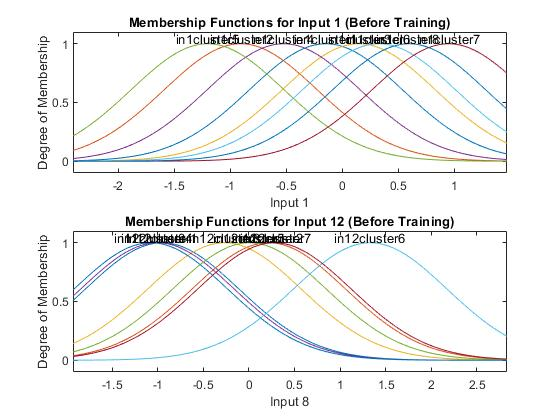 Membership Functions for Input 1 (Before Training)
Degree of Membership
1
0.5
0
in1cluster7
-2
-1.5
-1
-0.5
0
0.5
1
Input 1
Membership Functions for Input 12 (Before Training)
Degree of Membership
1
0.5
0
in12cluster6
-1.5
-1
-0.5
0
0.5
1
1.5
2
2.5
Input 8